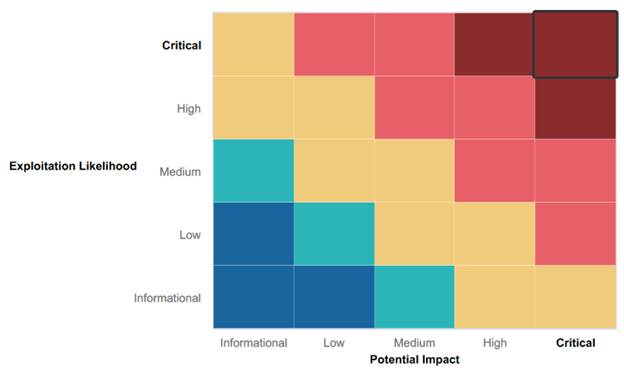 Critical
High
Exploitation Likelihood
Medium
Low
Informational
Informational
Low
Medium
High
Critical
Potential Impact